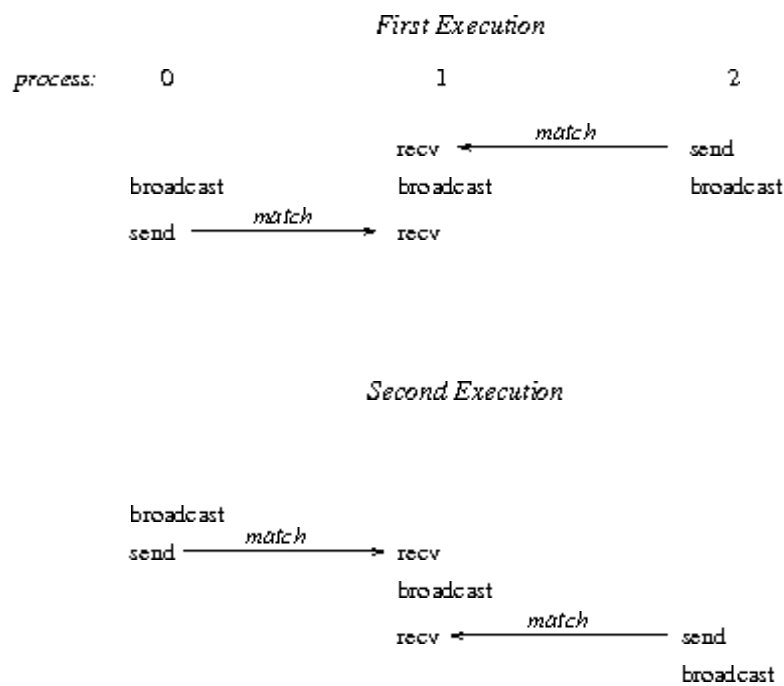 First Execution
process: 0 1 2
match
recv send
broadcast broadcast broadcast
match
send recv
Second Execution
broadcast
match
send recv
broadcast
match
recv send
broadcast